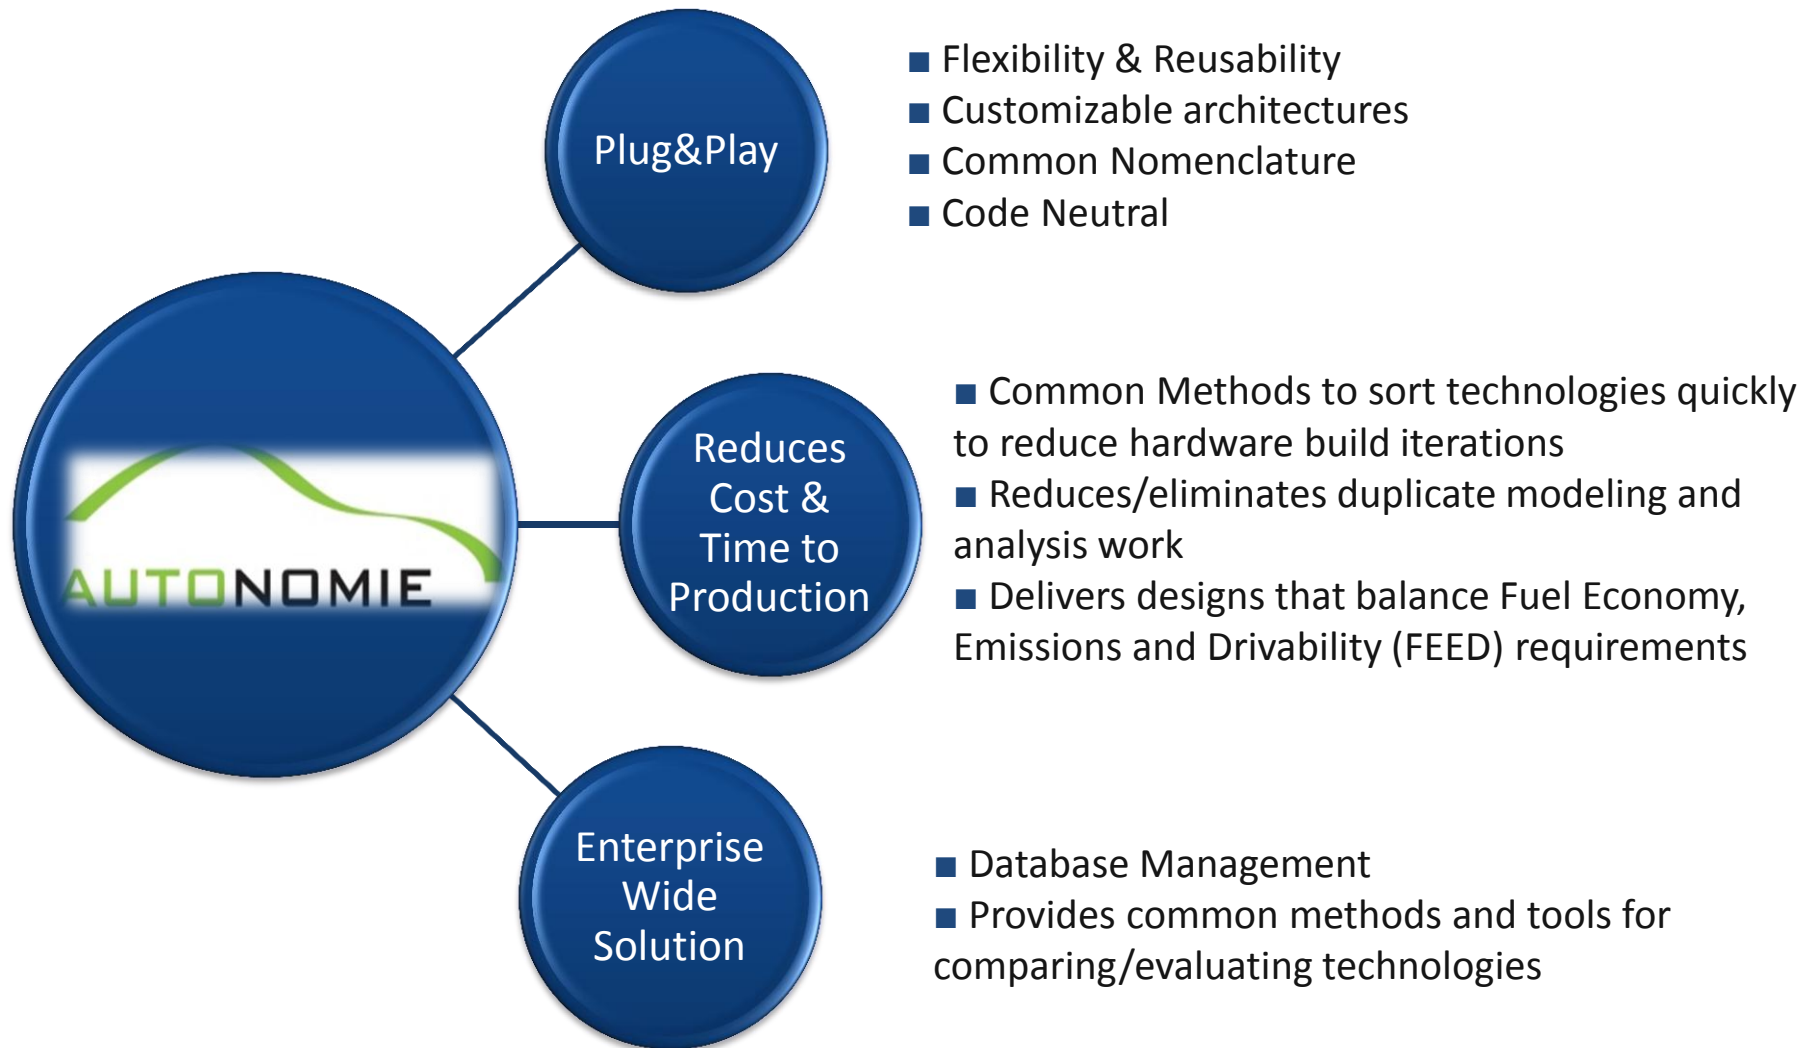 Plug&Play
■ Flexibility & Reusability
■ Customizable architectures
■ Common Nomenclature
■ Code Neutral
AUTONOMIE
Reduces
Cost &
Time to
Production
■ Common Methods to sort technologies quickly
to reduce hardware build iterations
■ Reduces/eliminates duplicate modeling and
analysis work
■ Delivers designs that balance Fuel Economy,
Emissions and Drivability (FEED) requirements
Enterprise
Wide
Solution
■ Database Management
■ Provides common methods and tools for
comparing/evaluating technologies